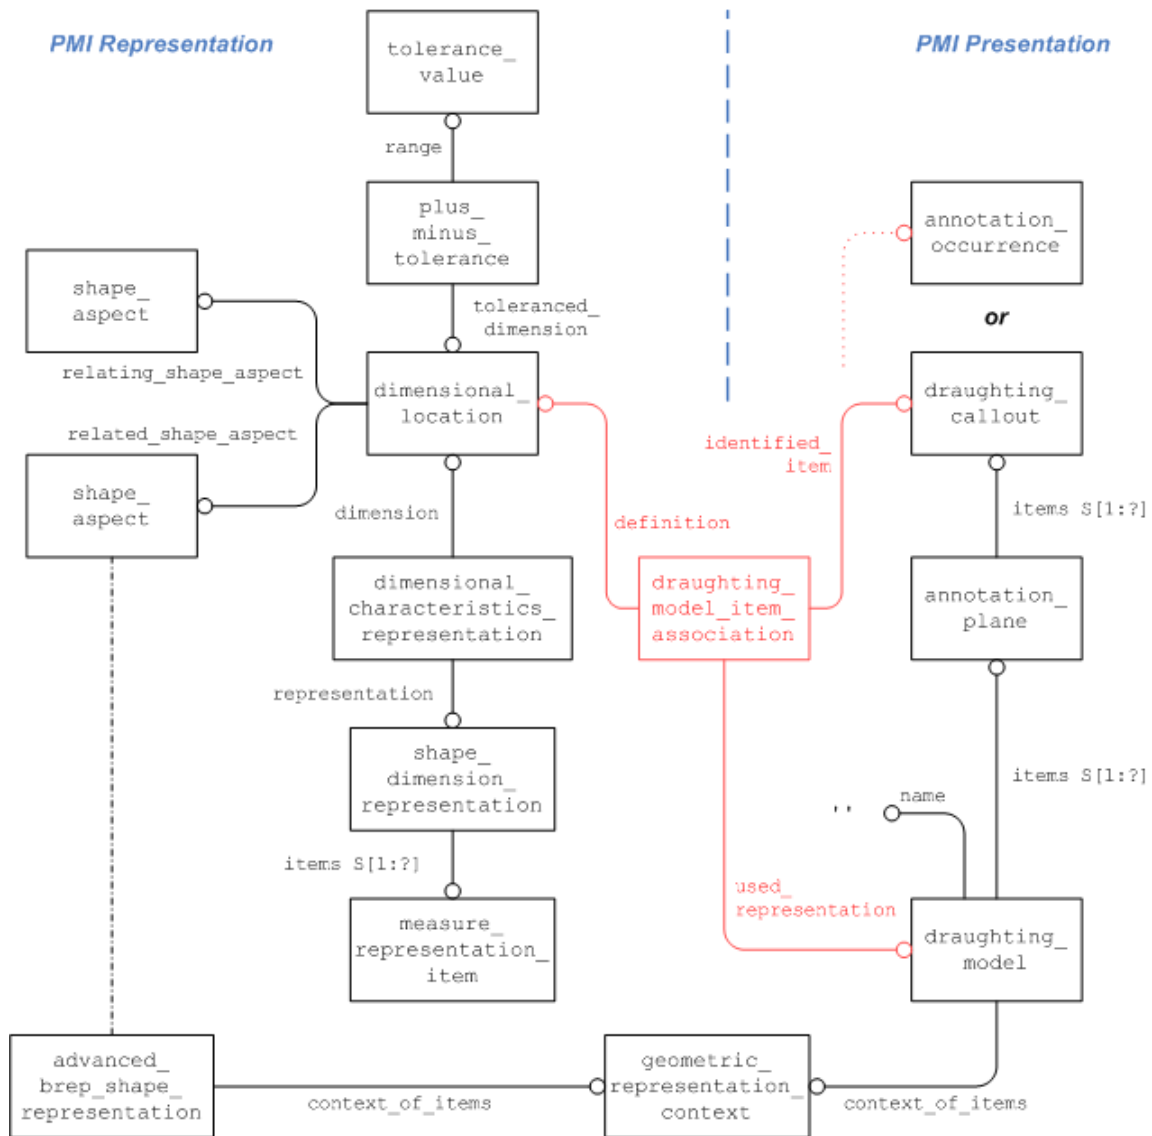 PMI Representation
PMI Presentation
tolerance_
value
range
plus_
minus_
tolerance
annotation_
occurrence
shape_
aspect
toleranced_
dimension
or
relating_shape_aspect
dimensional_
location
draughting_
callout
related_shape_aspect
identified_
item
shape_
aspect
dimension
definition
items S[1:?]
dimensional_
characteristics_
representation
draughting_
model_item_
association
annotation_
plane
representation
shape_
dimension_
representation
items S[1:?]
' '
name
items S[1:?]
used_
representation
measure_
representation_
item
draughting_
model
advanced_
brep_shape_
representation
geometric_
representation_
context
context_of_items
context_of_items